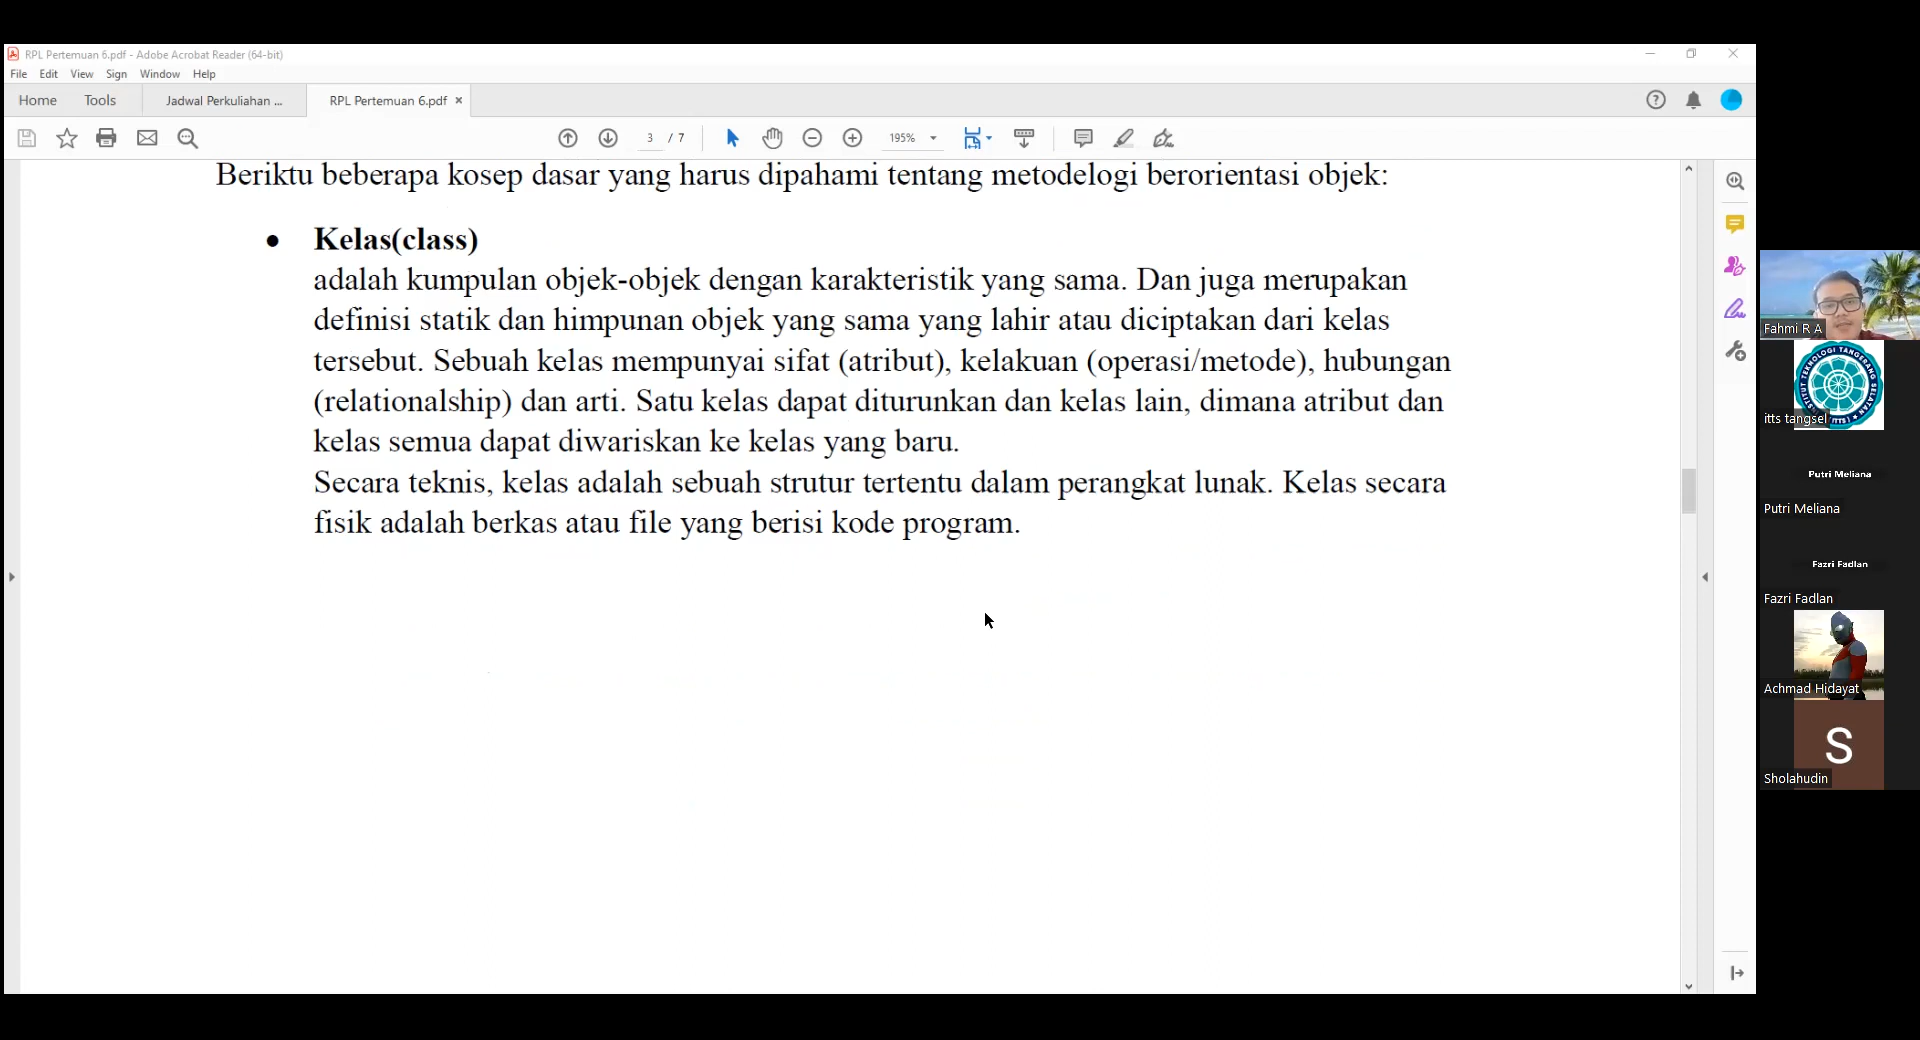 RPL Pertemuan 6.pdf - Adobe Acrobat Reader (64-bit)
File Edit View Sign Window Help
Home Tools Jadwal Perkuliahan ... RPL Pertemuan 6.pdf ×
3 / 7 195%
Beriktu beberapa kosep dasar yang harus dipahami tentang metodelogi berorientasi objek:
• Kelas(class)
adalah kumpulan objek-objek dengan karakteristik yang sama. Dan juga merupakan
definisi statik dan himpunan objek yang sama yang lahir atau diciptakan dari kelas
tersebut. Sebuah kelas mempunyai sifat (atribut), kelakuan (operasi/metode), hubungan
(relationalship) dan arti. Satu kelas dapat diturunkan dan kelas lain, dimana atribut dan
kelas semua dapat diwariskan ke kelas yang baru.
Secara teknis, kelas adalah sebuah strutur tertentu dalam perangkat lunak. Kelas secara
fisik adalah berkas atau file yang berisi kode program.
Fahmi R A
INSTITUT TEKNOLOGI TANGERANG SELATAN
itts tangsel
Putri Meliana
Putri Meliana
Fazri Fadlan
Fazri Fadlan
Achmad Hidayat
S
Sholahudin